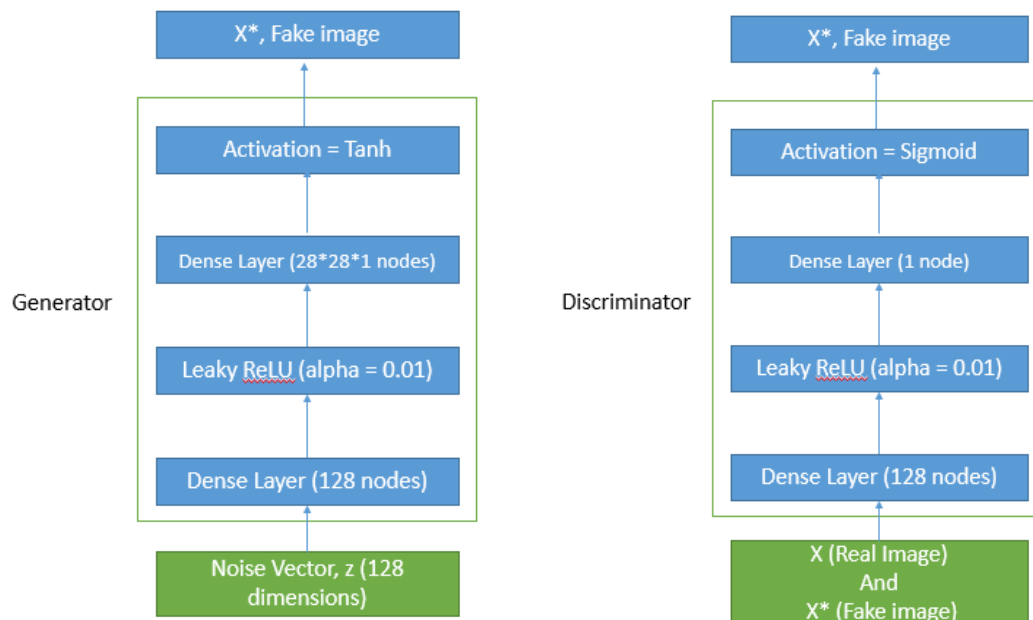 X*, Fake image
Activation = Tanh
Dense Layer (28*28*1 nodes)
Generator
Leaky ReLU (alpha = 0.01)
Dense Layer (128 nodes)
Noise Vector, z (128
dimensions)
X*, Fake image
Activation = Sigmoid
Dense Layer (1 node)
Discriminator
Leaky ReLU (alpha = 0.01)
Dense Layer (128 nodes)
X (Real Image)
And
X* (Fake image)